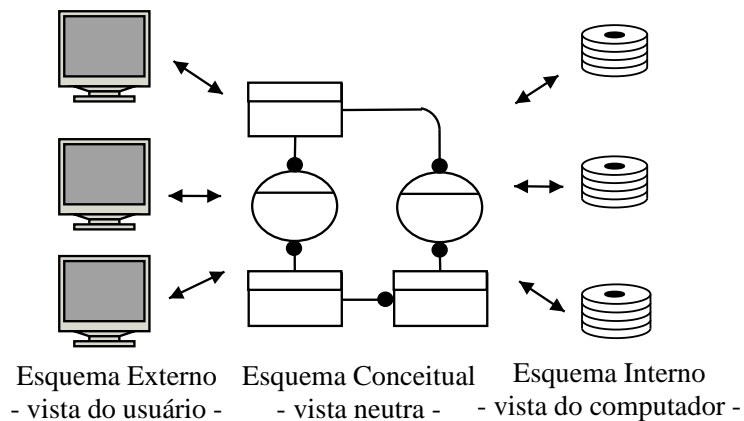 Esquema Externo
- vista do usuário -
Esquema Conceitual
- vista neutra -
Esquema Interno
- vista do computador -